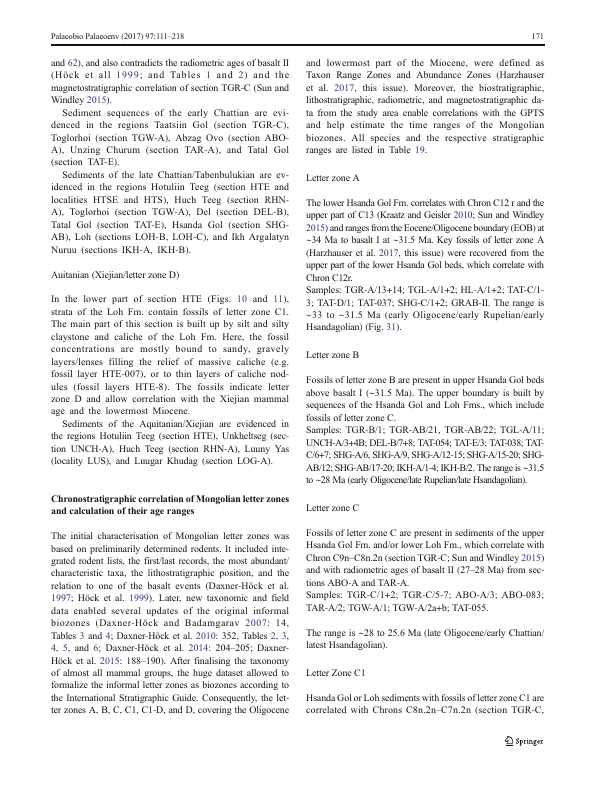 Palaeobio Palaeoenv (2017) 97:111–218
171
and 62), and also contradicts the radiometric ages of basalt II
(Höck et all 1999; and Tables 1 and 2) and the
magnetostratigraphic correlation of section TGR-C (Sun and
Windley 2015).
Sediment sequences of the early Chattian are evi-
denced in the regions Taatsiin Gol (section TGR-C),
Toglorhoi (section TGW-A), Abzag Ovo (section ABO-
A), Unzing Churum (section TAR-A), and Tatal Gol
(section TAT-E).
Sediments of the late Chattian/Tabenbulukian are ev-
idenced in the regions Hotuliin Teeg (section HTE and
localities HTSE and HTS), Huch Teeg (section RHN-
A), Toglorhoi (section TGW-A), Del (section DEL-B),
Tatal Gol (section TAT-E), Hsanda Gol (section SHG-
AB), Loh (sections LOH-B, LOH-C), and Ikh Argalatyn
Nuruu (sections IKH-A, IKH-B).
Auitanian (Xiejian/letter zone D)
In the lower part of section HTE (Figs. 10 and 11),
strata of the Loh Fm. contain fossils of letter zone C1.
The main part of this section is built up by silt and silty
claystone and caliche of the Loh Fm. Here, the fossil
concentrations are mostly bound to sandy, gravely
layers/lenses filling the relief of massive caliche (e.g.
fossil layer HTE-007), or to thin layers of caliche nod-
ules (fossil layers HTE-8). The fossils indicate letter
zone D and allow correlation with the Xiejian mammal
age and the lowermost Miocene.
Sediments of the Aquitanian/Xiejian are evidenced in
the regions Hotuliin Teeg (section HTE), Unkheltseg (sec-
tion UNCH-A), Huch Teeg (section RHN-A), Luuny Yas
(locality LUS), and Luugar Khudag (section LOG-A).
Chronostratigraphic correlation of Mongolian letter zones
and calculation of their age ranges
The initial characterisation of Mongolian letter zones was
based on preliminarily determined rodents. It included inte-
grated rodent lists, the first/last records, the most abundant/
characteristic taxa, the lithostratigraphic position, and the
relation to one of the basalt events (Daxner-Höck et al.
1997; Höck et al. 1999). Later, new taxonomic and field
data enabled several updates of the original informal
biozones (Daxner-Höck and Badamgarav 2007: 14,
Tables 3 and 4; Daxner-Höck et al. 2010: 352, Tables 2, 3,
4, 5, and 6; Daxner-Höck et al. 2014: 204–205; Daxner-
Höck et al. 2015: 188–190). After finalising the taxonomy
of almost all mammal groups, the huge dataset allowed to
formalize the informal letter zones as biozones according to
the International Stratigraphic Guide. Consequently, the let-
ter zones A, B, C, C1, C1-D, and D, covering the Oligocene
and lowermost part of the Miocene, were defined as
Taxon Range Zones and Abundance Zones (Harzhauser
et al. 2017, this issue). Moreover, the biostratigraphic,
lithostratigraphic, radiometric, and magnetostratigraphic da-
ta from the study area enable correlations with the GPTS
and help estimate the time ranges of the Mongolian
biozones. All species and the respective stratigraphic
ranges are listed in Table 19.
Letter zone A
The lower Hsanda Gol Fm. correlates with Chron C12 r and the
upper part of C13 (Kraatz and Geisler 2010; Sun and Windley
2015) and ranges from the Eocene/Oligocene boundary (EOB) at
~34 Ma to basalt I at ~31.5 Ma. Key fossils of letter zone A
(Harzhauser et al. 2017, this issue) were recovered from the
upper part of the lower Hsanda Gol beds, which correlate with
Chron C12r.
Samples: TGR-A/13+14; TGL-A/1+2; HL-A/1+2; TAT-C/1-
3; TAT-D/1; TAT-037; SHG-C/1+2; GRAB-II. The range is
~33 to ~31.5 Ma (early Oligocene/early Rupelian/early
Hsandagolian) (Fig. 31).
Letter zone B
Fossils of letter zone B are present in upper Hsanda Gol beds
above basalt I (~31.5 Ma). The upper boundary is built by
sequences of the Hsanda Gol and Loh Fms., which include
fossils of letter zone C.
Samples: TGR-B/1; TGR-AB/21, TGR-AB/22; TGL-A/11;
UNCH-A/3+4B; DEL-B/7+8; TAT-054; TAT-E/3; TAT-038; TAT-
C/6+7; SHG-A/6, SHG-A/9, SHG-A/12-15; SHG-A/15-20; SHG-
AB/12; SHG-AB/17-20; IKH-A/1-4; IKH-B/2. The range is ~31.5
to ~28 Ma (early Oligocene/late Rupelian/late Hsandagolian).
Letter zone C
Fossils of letter zone C are present in sediments of the upper
Hsanda Gol Fm. and/or lower Loh Fm., which correlate with
Chron C9n–C8n.2n (section TGR-C; Sun and Windley 2015)
and with radiometric ages of basalt II (27–28 Ma) from sec-
tions ABO-A and TAR-A.
Samples: TGR-C/1+2; TGR-C/5-7; ABO-A/3; ABO-083;
TAR-A/2; TGW-A/1; TGW-A/2a+b; TAT-055.
The range is ~28 to 25.6 Ma (late Oligocene/early Chattian/
latest Hsandagolian).
Letter Zone C1
Hsanda Gol or Loh sediments with fossils of letter zone C1 are
correlated with Chrons C8n.2n–C7n.2n (section TGR-C,
Springer